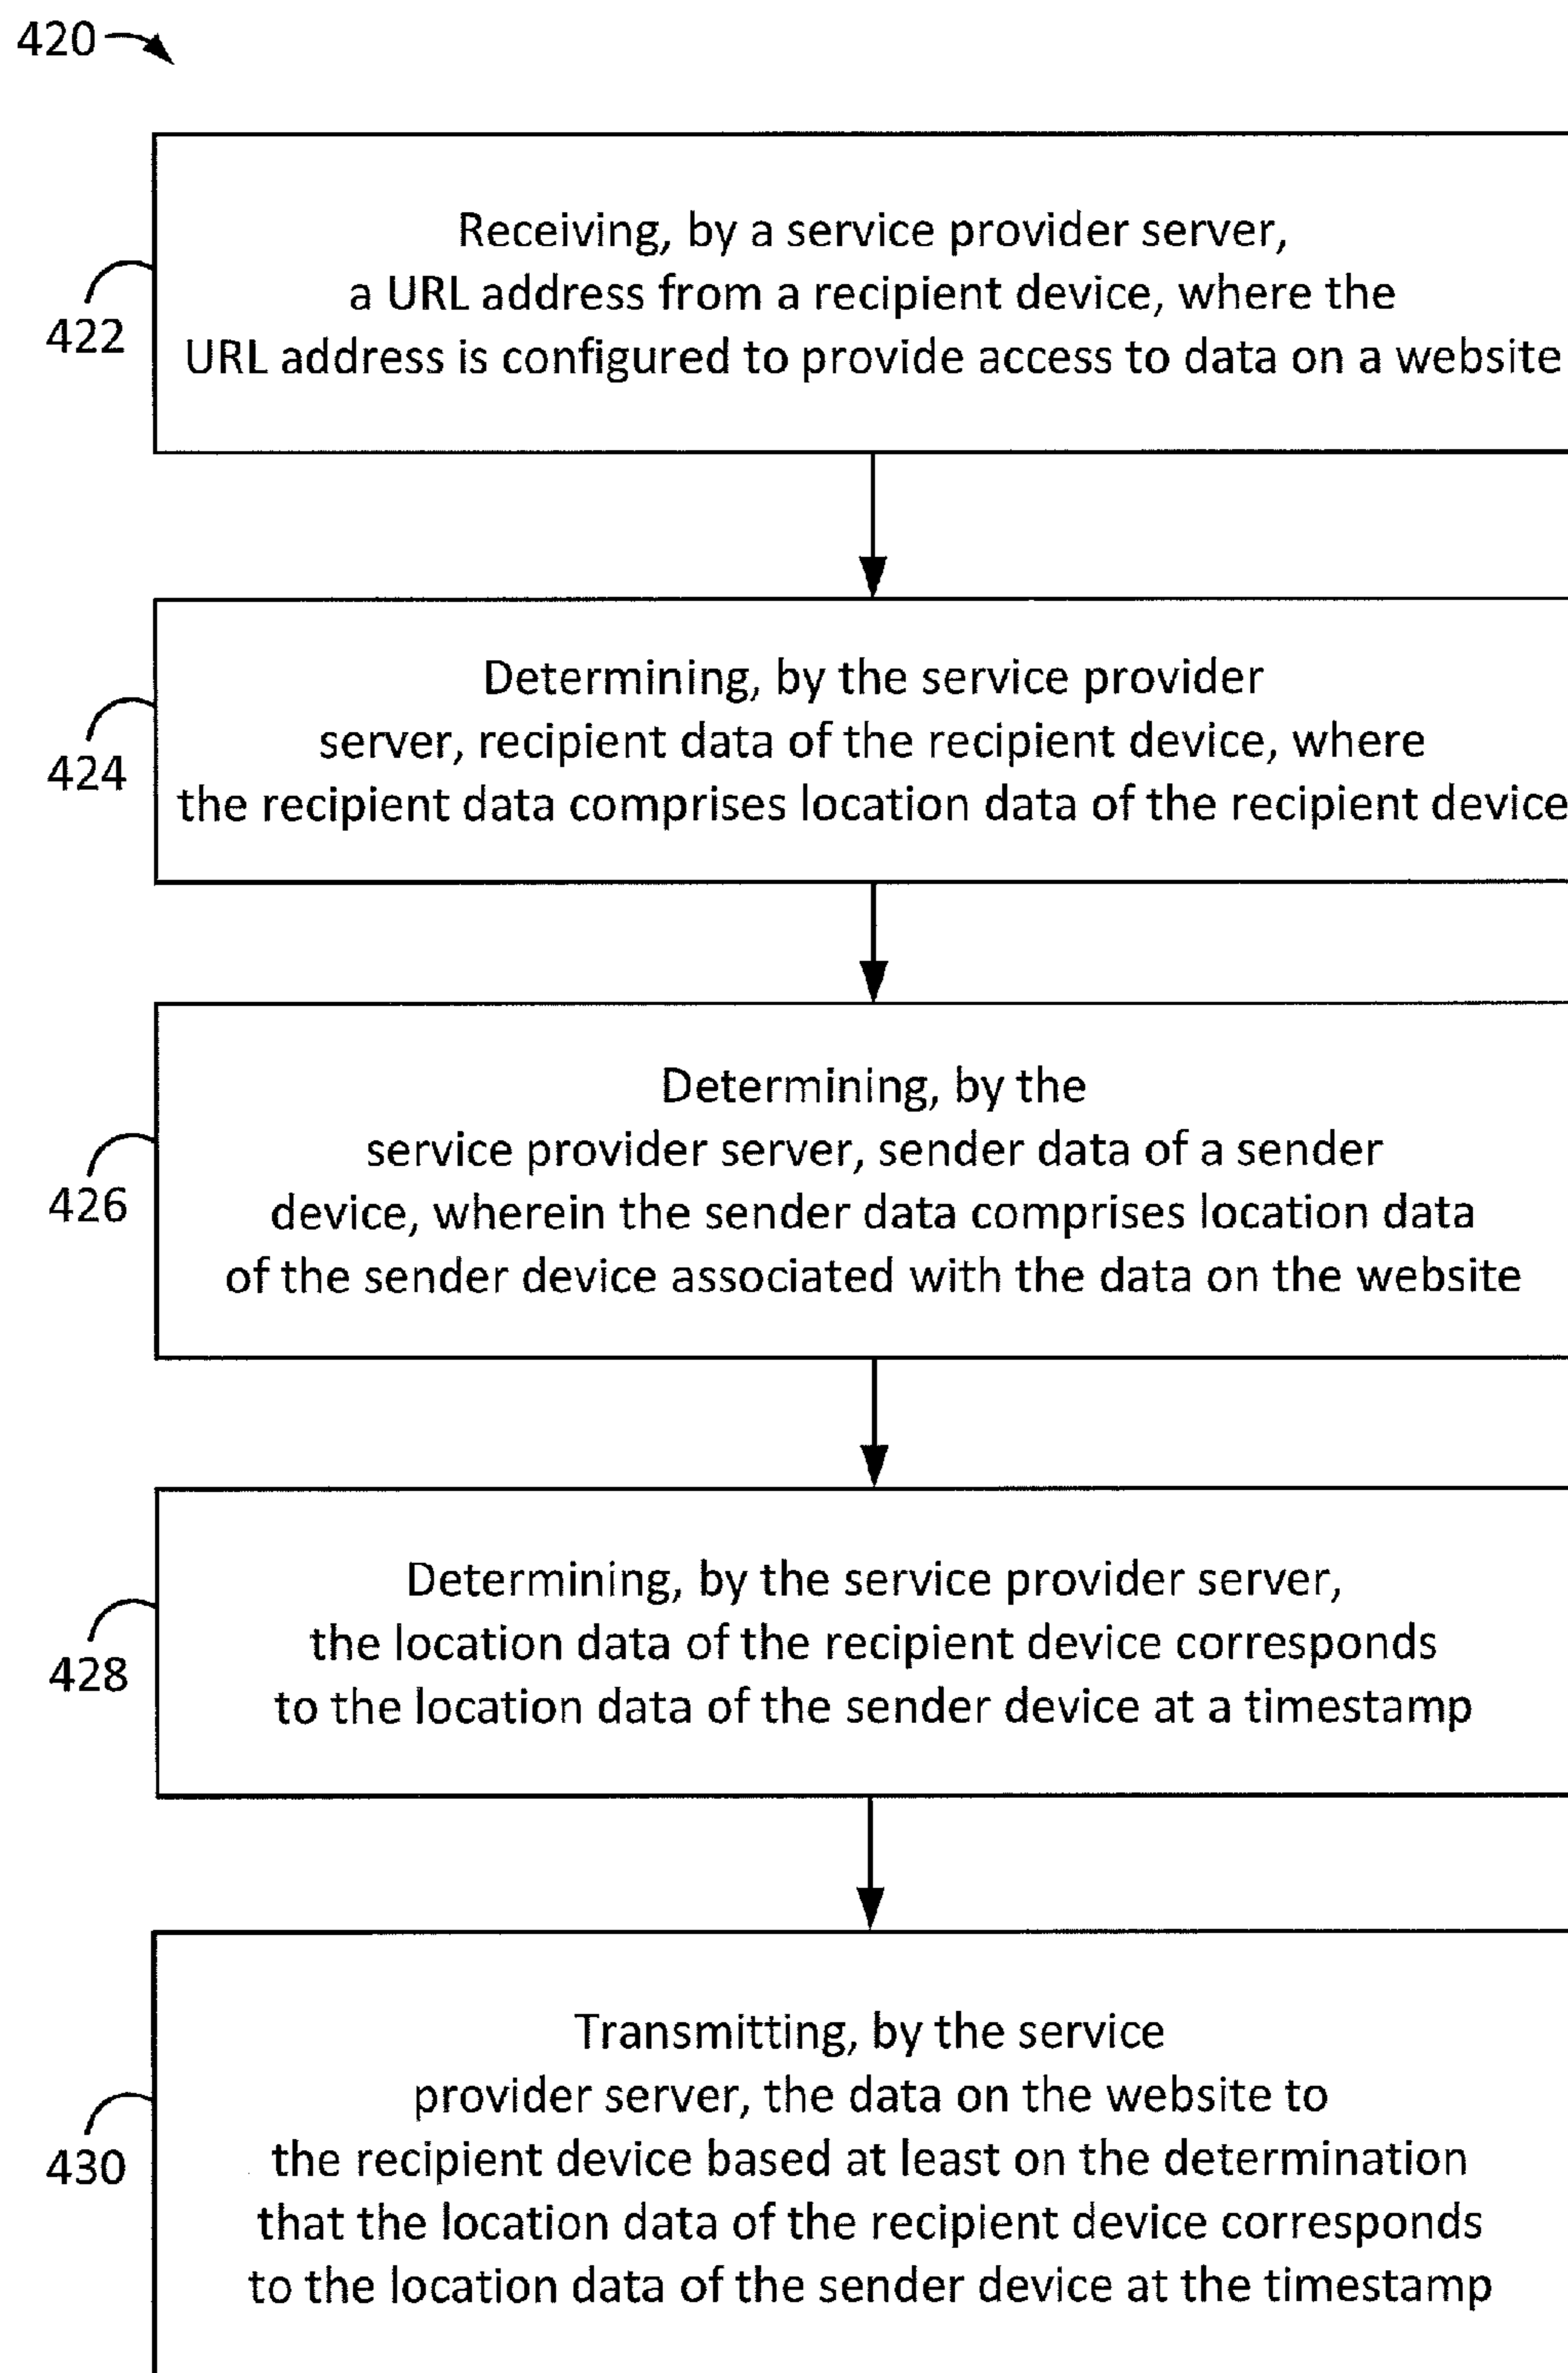 420
Receiving, by a service provider server,
a URL address from a recipient device, where the
URL address is configured to provide access to data on a website
422
Determining, by the service provider
server, recipient data of the recipient device, where
the recipient data comprises location data of the recipient device
424
Determining, by the
service provider server, sender data of a sender
device, wherein the sender data comprises location data
of the sender device associated with the data on the website
426
Determining, by the service provider server,
the location data of the recipient device corresponds
to the location data of the sender device at a timestamp
428
Transmitting, by the service
provider server, the data on the website to
the recipient device based at least on the determination
that the location data of the recipient device corresponds
to the location data of the sender device at the timestamp
430